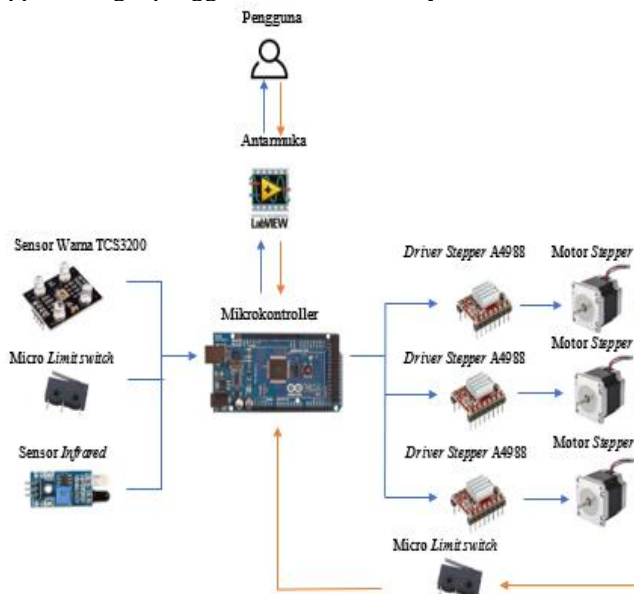 Pengguna
Antarmuka
LabVIEW
Sensor Warna TCS3200
Driver Stepper A4988
Motor Stepper
Mikrokontroller
Micro Limit switch
Driver Stepper A4988
Motor Stepper
Sensor Infrared
Driver Stepper A4988
Motor Stepper
Micro Limit switch